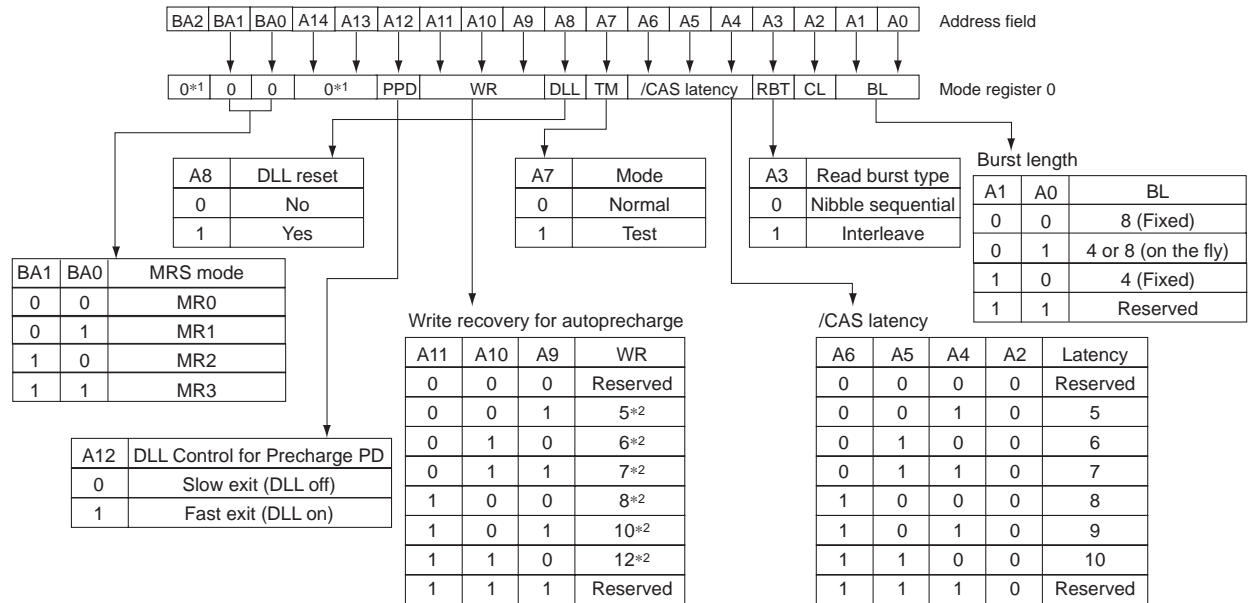 BA2 BA1 BA0 A14 A13 A12 A11 A10 A9 A8 A7 A6 A5 A4 A3 A2 A1 A0 Address field
0*1 0 0 0*1 PPD WR DLL TM /CAS latency RBT CL BL Mode register 0
A8 DLL reset
0 No
1 Yes
A7 Mode
0 Normal
1 Test
A3 Read burst type
0 Nibble sequential
1 Interleave
Burst length
A1 A0 BL
0 0 8 (Fixed)
0 1 4 or 8 (on the fly)
1 0 4 (Fixed)
1 1 Reserved
BA1 BA0 MRS mode
0 0 MR0
0 1 MR1
1 0 MR2
1 1 MR3
A12 DLL Control for Precharge PD
0 Slow exit (DLL off)
1 Fast exit (DLL on)
Write recovery for autoprecharge
A11 A10 A9 WR
0 0 0 Reserved
0 0 1 5*2
0 1 0 6*2
0 1 1 7*2
1 0 0 8*2
1 0 1 10*2
1 1 0 12*2
1 1 1 Reserved
/CAS latency
A6 A5 A4 A2 Latency
0 0 0 0 Reserved
0 0 1 0 5
0 1 0 0 6
0 1 1 0 7
1 0 0 0 8
1 0 1 0 9
1 1 0 0 10
1 1 1 0 Reserved